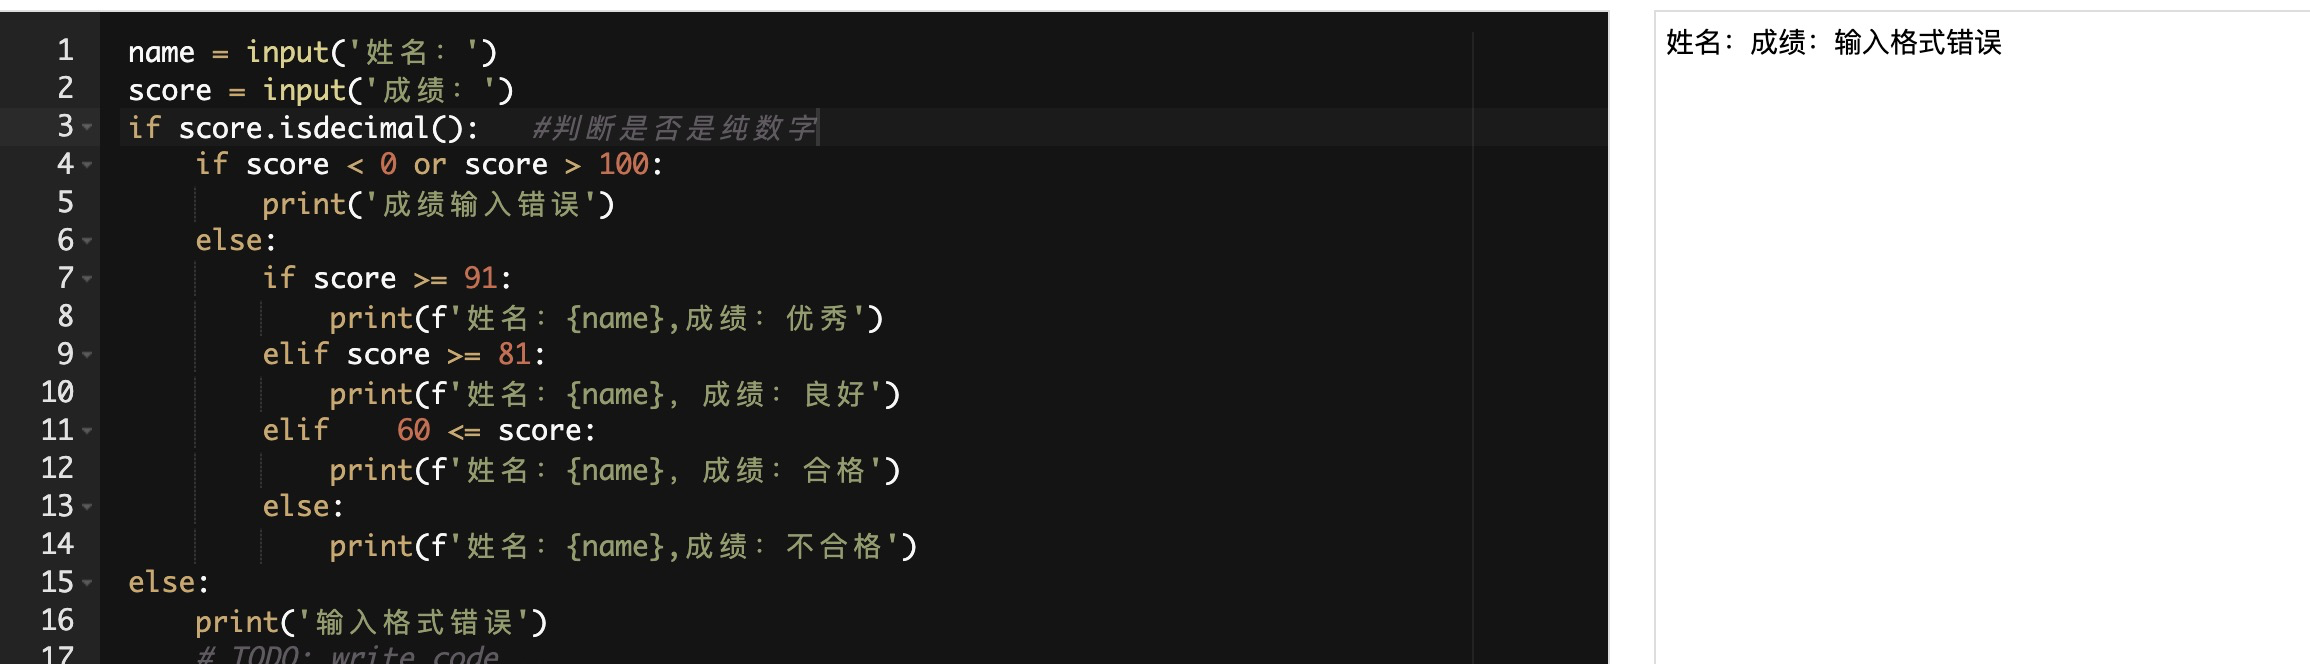 1 name = input('姓名：')
2 score = input('成绩：')
3 if score.isdecimal():   #判断是否是纯数字
4     if score < 0 or score > 100:
5         print('成绩输入错误')
6     else:
7         if score >= 91:
8             print(f'姓名：{name},成绩：优秀')
9         elif score >= 81:
10             print(f'姓名：{name}, 成绩：良好')
11         elif    60 <= score:
12             print(f'姓名：{name}, 成绩：合格')
13         else:
14             print(f'姓名：{name},成绩：不合格')
15 else:
16     print('输入格式错误')
17     # TODO: write code
姓名：成绩：输入格式错误